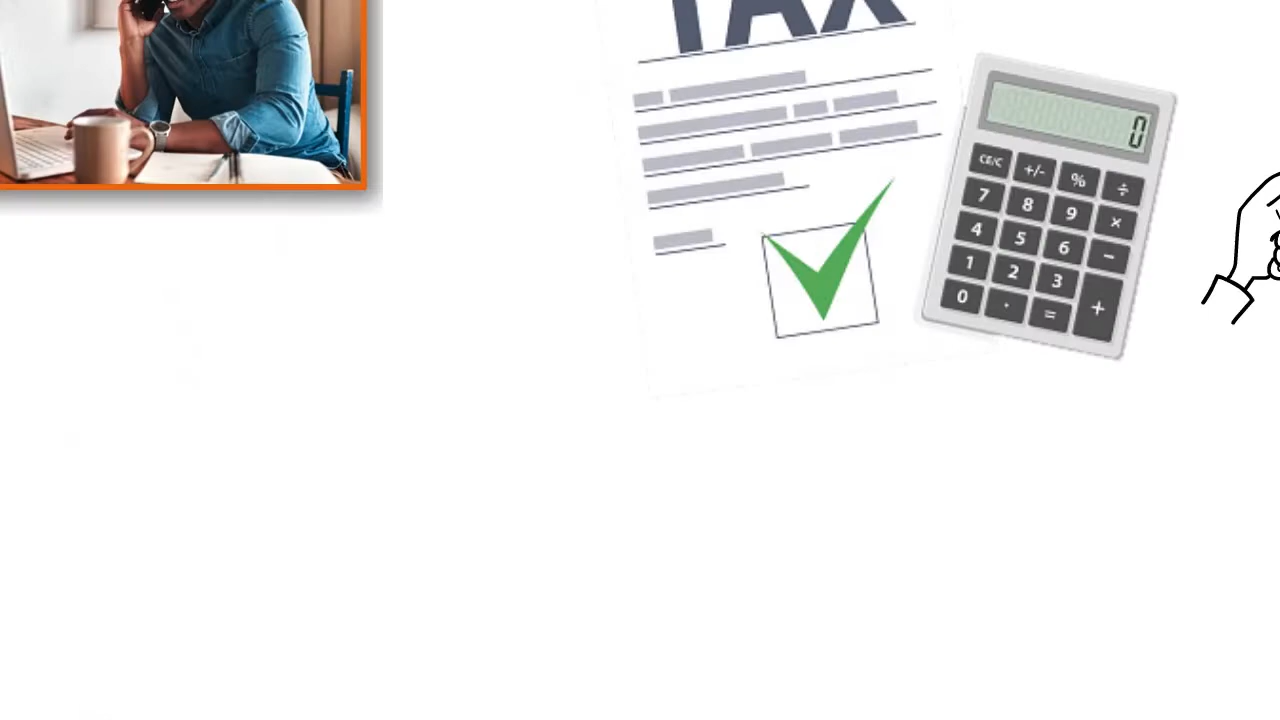 TAX
0
CE/C +/- % ÷
7 8 9 ×
4 5 6 −
1 2 3 +
0 · =